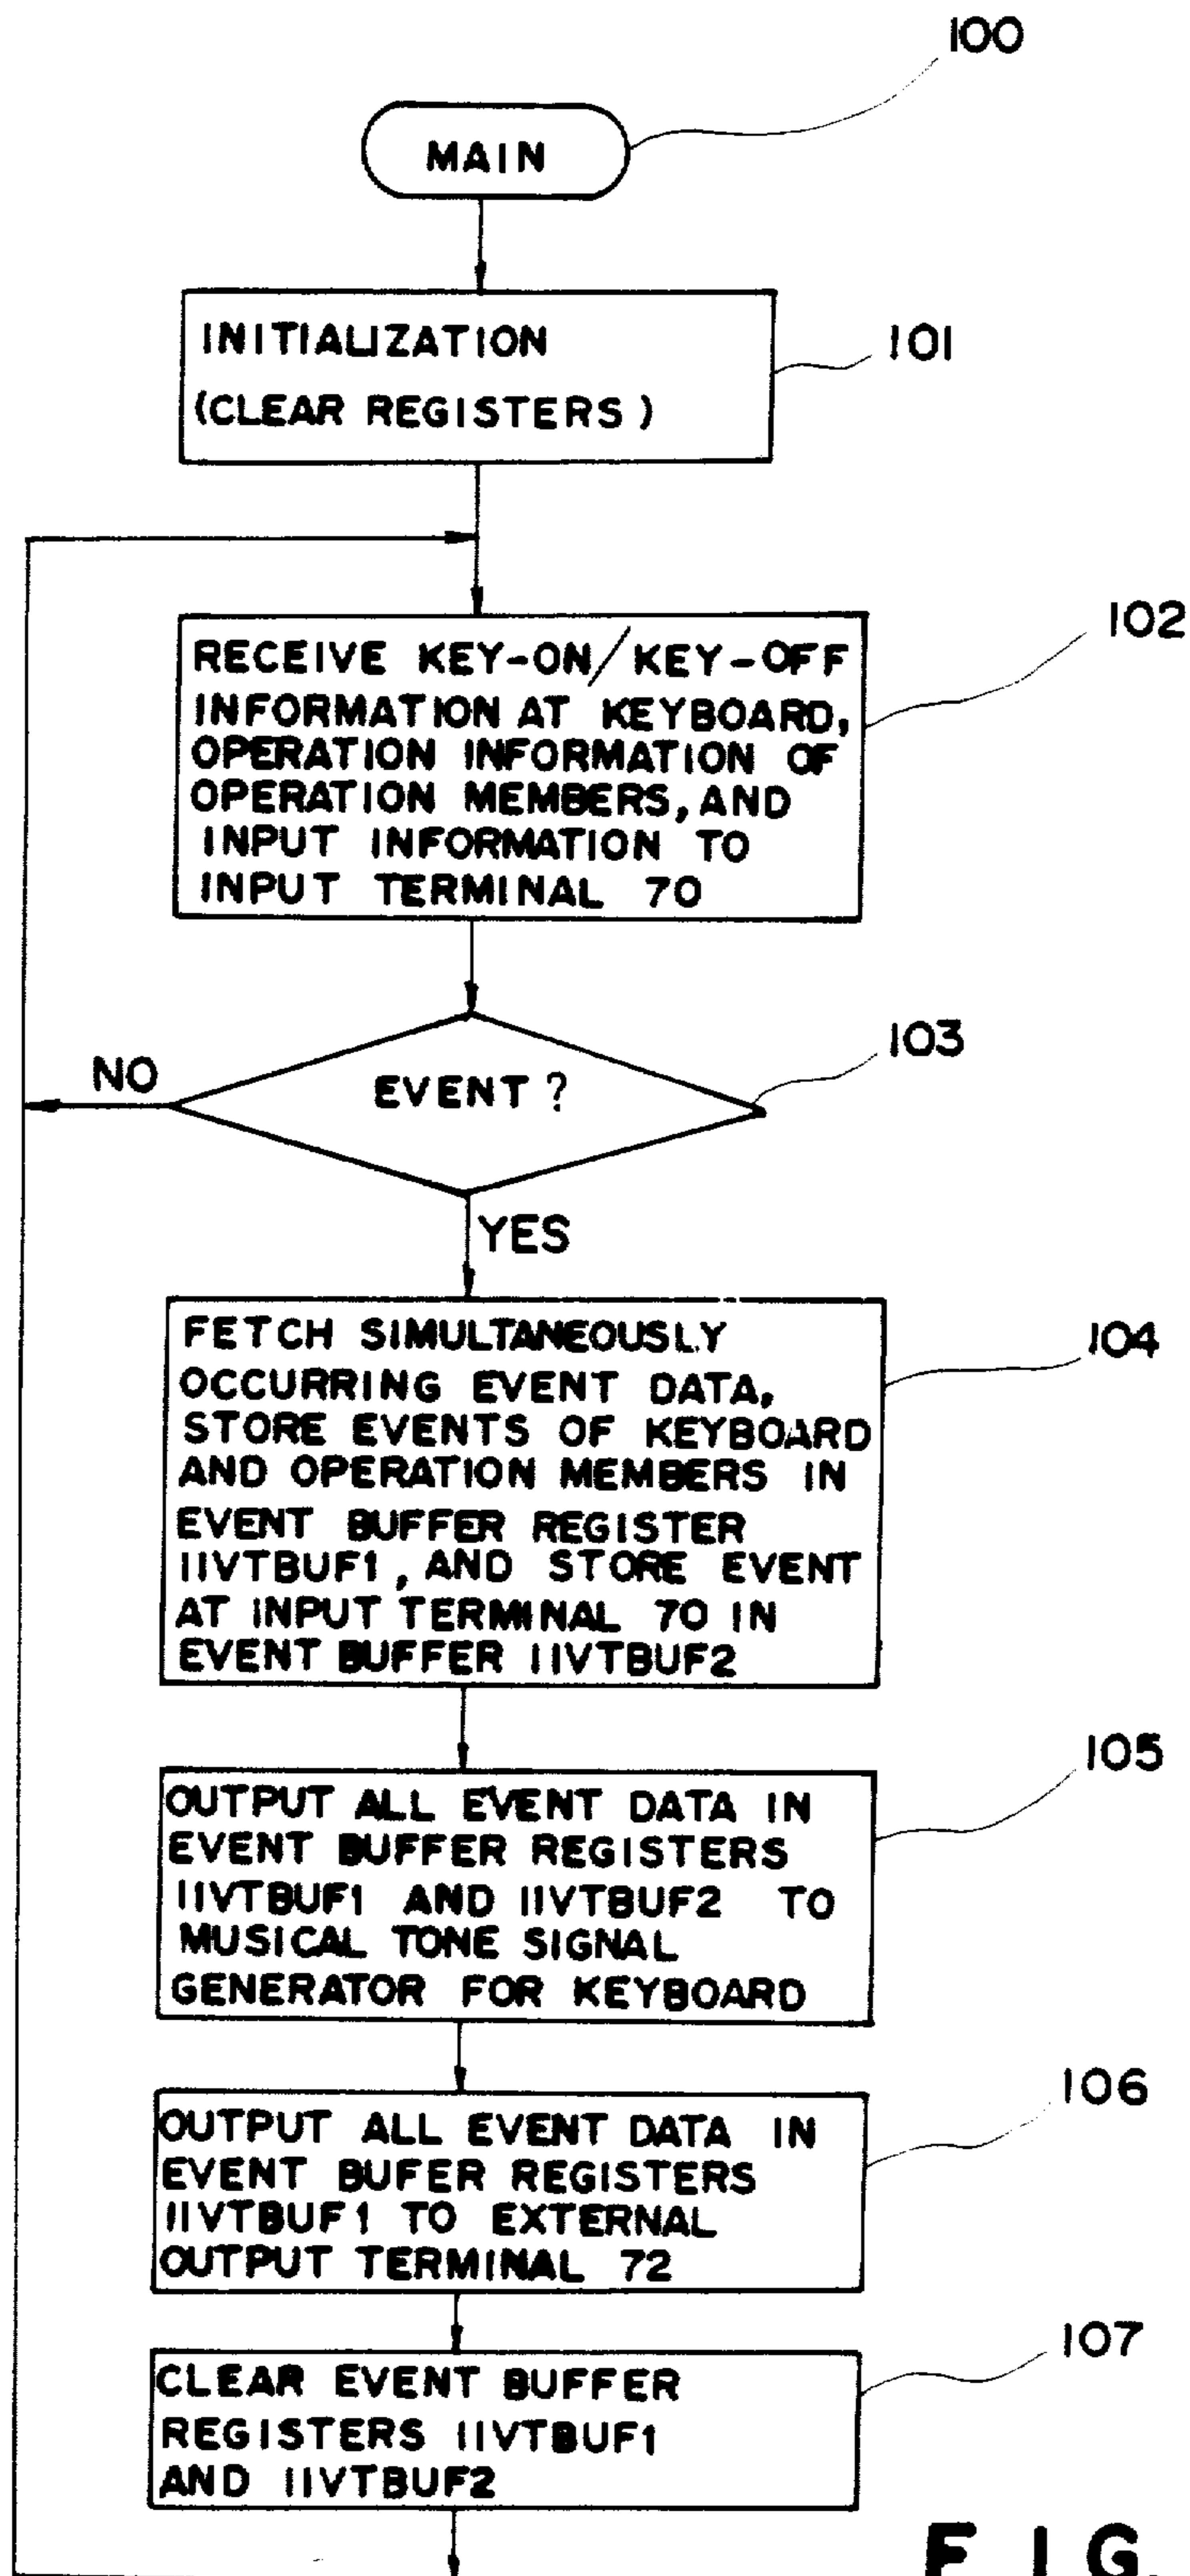 100
MAIN
INITIALIZATION
(CLEAR REGISTERS)
101
RECEIVE KEY-ON/KEY-OFF
INFORMATION AT KEYBOARD,
OPERATION INFORMATION OF
OPERATION MEMBERS, AND
INPUT INFORMATION TO
INPUT TERMINAL 70
102
EVENT?
103
NO
YES
FETCH SIMULTANEOUSLY
OCCURRING EVENT DATA,
STORE EVENTS OF KEYBOARD
AND OPERATION MEMBERS IN
EVENT BUFFER REGISTER
IIVTBUF1, AND STORE EVENT
AT INPUT TERMINAL 70 IN
EVENT BUFFER IIVTBUF2
104
OUTPUT ALL EVENT DATA IN
EVENT BUFFER REGISTERS
IIVTBUF1 AND IIVTBUF2 TO
MUSICAL TONE SIGNAL
GENERATOR FOR KEYBOARD
105
OUTPUT ALL EVENT DATA IN
EVENT BUFER REGISTERS
IIVTBUF1 TO EXTERNAL
OUTPUT TERMINAL 72
106
CLEAR EVENT BUFFER
REGISTERS IIVTBUF1
AND IIVTBUF2
107
FIG.